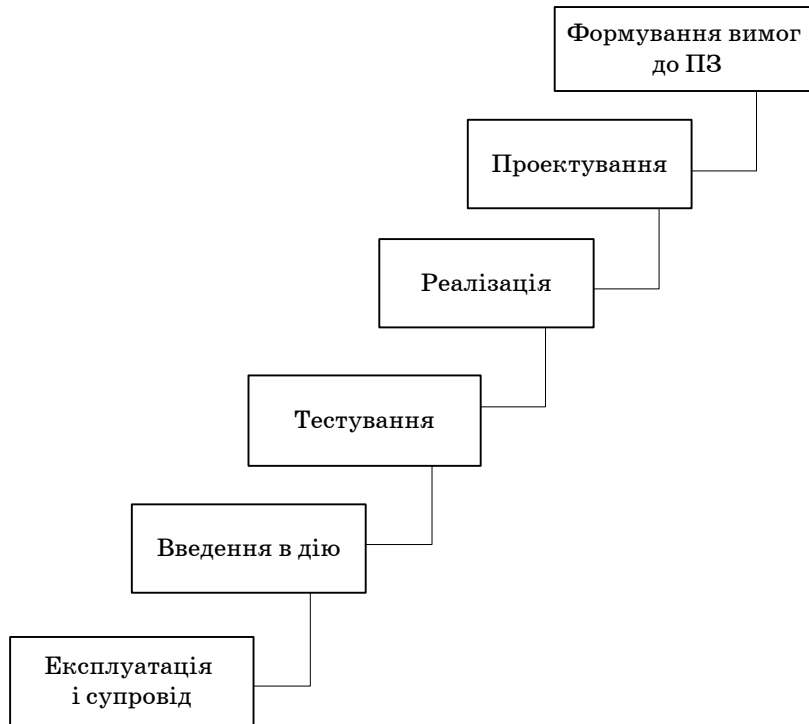 Формування вимог
до ПЗ
Проектування
Реалізація
Тестування
Введення в дію
Експлуатація
і супровід